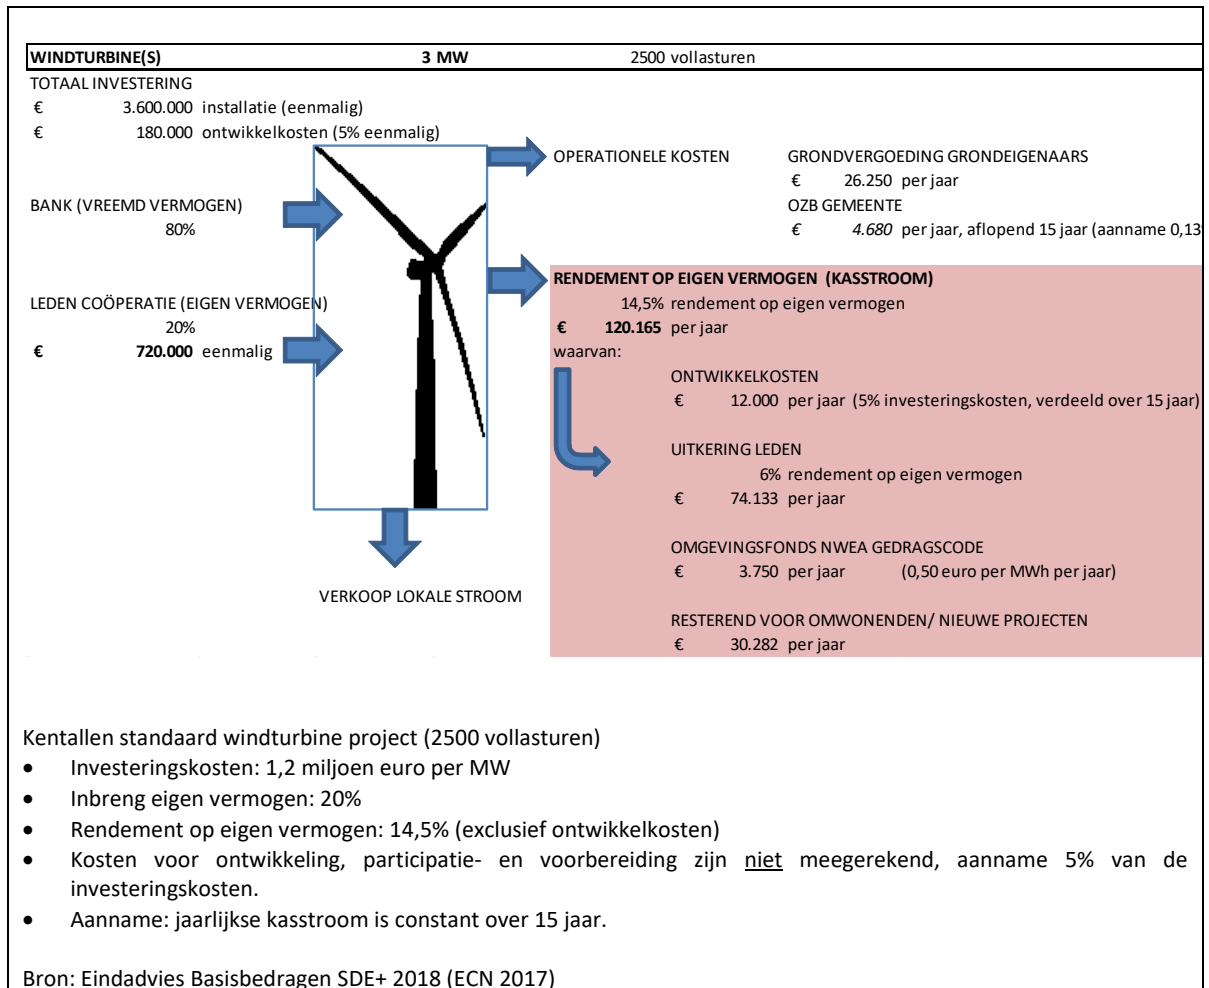 WINDTURBINE(S) 3 MW 2500 vollasturen
TOTAAL INVESTERING
€ 3.600.000 installatie (eenmalig)
€ 180.000 ontwikkelkosten (5% eenmalig)
OPERATIONELE KOSTEN GRONDVERGOEDING GRONDEIGENAARS
€ 26.250 per jaar
BANK (VREEMD VERMOGEN) OZB GEMEENTE
80% € 4.680 per jaar, aflopend 15 jaar (aanname 0,13
RENDEMENT OP EIGEN VERMOGEN (KASSTROOM)
LEDEN COÖPERATIE (EIGEN VERMOGEN) 14,5% rendement op eigen vermogen
20% € 120.165 per jaar
€ 720.000 eenmalig waarvan:
ONTWIKKELKOSTEN
€ 12.000 per jaar (5% investeringskosten, verdeeld over 15 jaar)
UITKERING LEDEN
6% rendement op eigen vermogen
€ 74.133 per jaar
OMGEVINGSFONDS NWEA GEDRAGSCODE
€ 3.750 per jaar (0,50 euro per MWh per jaar)
VERKOOP LOKALE STROOM
RESTEREND VOOR OMWONENDEN/ NIEUWE PROJECTEN
€ 30.282 per jaar
Kentallen standaard windturbine project (2500 vollasturen)
• Investeringskosten: 1,2 miljoen euro per MW
• Inbreng eigen vermogen: 20%
• Rendement op eigen vermogen: 14,5% (exclusief ontwikkelkosten)
• Kosten voor ontwikkeling, participatie- en voorbereiding zijn niet meegerekend, aanname 5% van de
investeringskosten.
• Aanname: jaarlijkse kasstroom is constant over 15 jaar.
Bron: Eindadvies Basisbedragen SDE+ 2018 (ECN 2017)